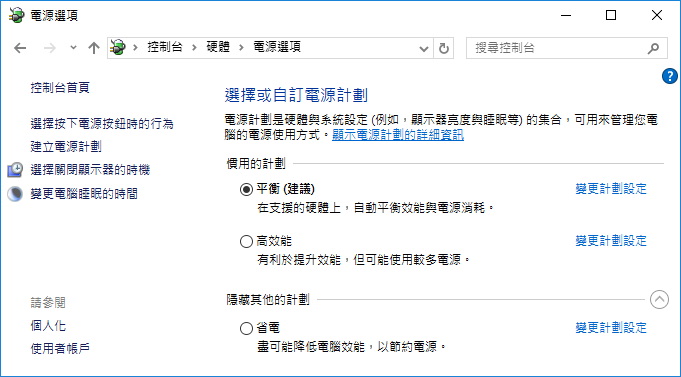 電源選項
控制台 硬體 電源選項
搜尋控制台
控制台首頁
選擇按下電源按鈕時的行為
建立電源計劃
選擇關閉顯示器的時機
變更電腦睡眠的時間
請參閱
個人化
使用者帳戶
選擇或自訂電源計劃
電源計劃是硬體與系統設定 (例如，顯示器亮度與睡眠等) 的集合，可用來管理您電
腦的電源使用方式。顯示電源計劃的詳細資訊
慣用的計劃
平衡 (建議) 變更計劃設定
在支援的硬體上，自動平衡效能與電源消耗。
高效能 變更計劃設定
有利於提升效能，但可能使用較多電源。
隱藏其他的計劃
省電 變更計劃設定
盡可能降低電腦效能，以節約電源。